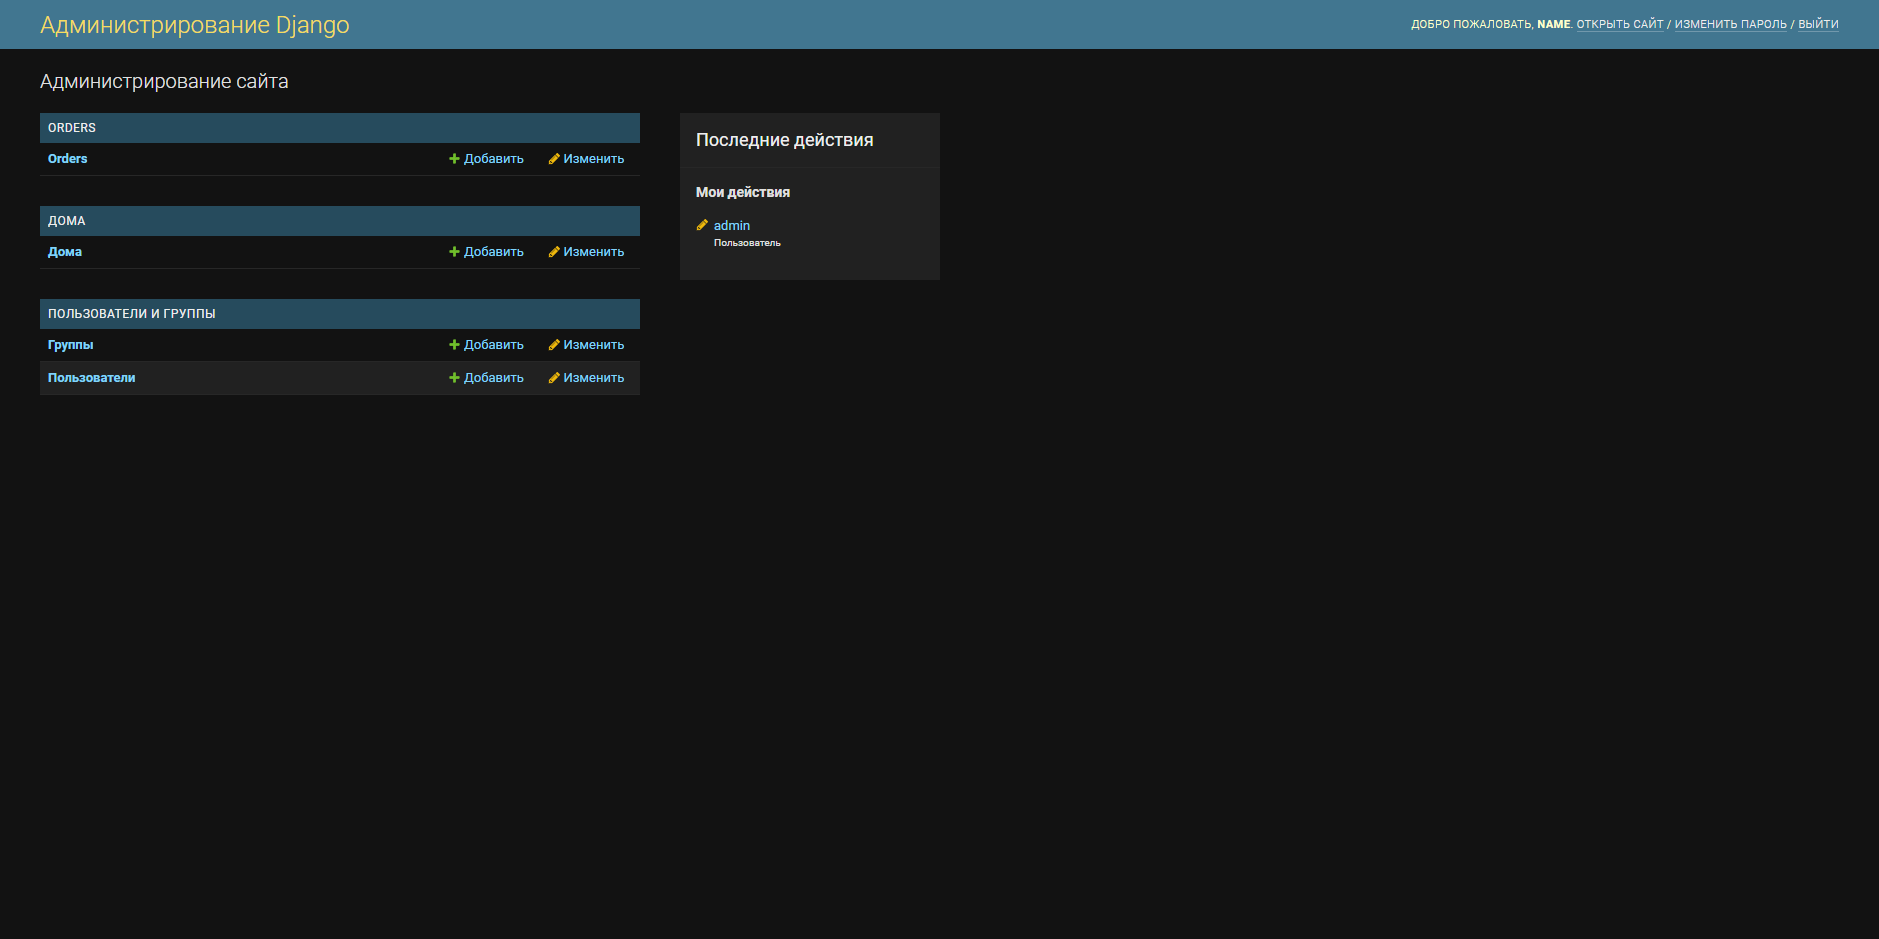 Администрирование Django
ДОБРО ПОЖАЛОВАТЬ, NAME. ОТКРЫТЬ САЙТ / ИЗМЕНИТЬ ПАРОЛЬ / ВЫЙТИ
Администрирование сайта
ORDERS
Orders Добавить Изменить
ДОМА
Дома Добавить Изменить
ПОЛЬЗОВАТЕЛИ И ГРУППЫ
Группы Добавить Изменить
Пользователи Добавить Изменить
Последние действия
Мои действия
admin
Пользователь